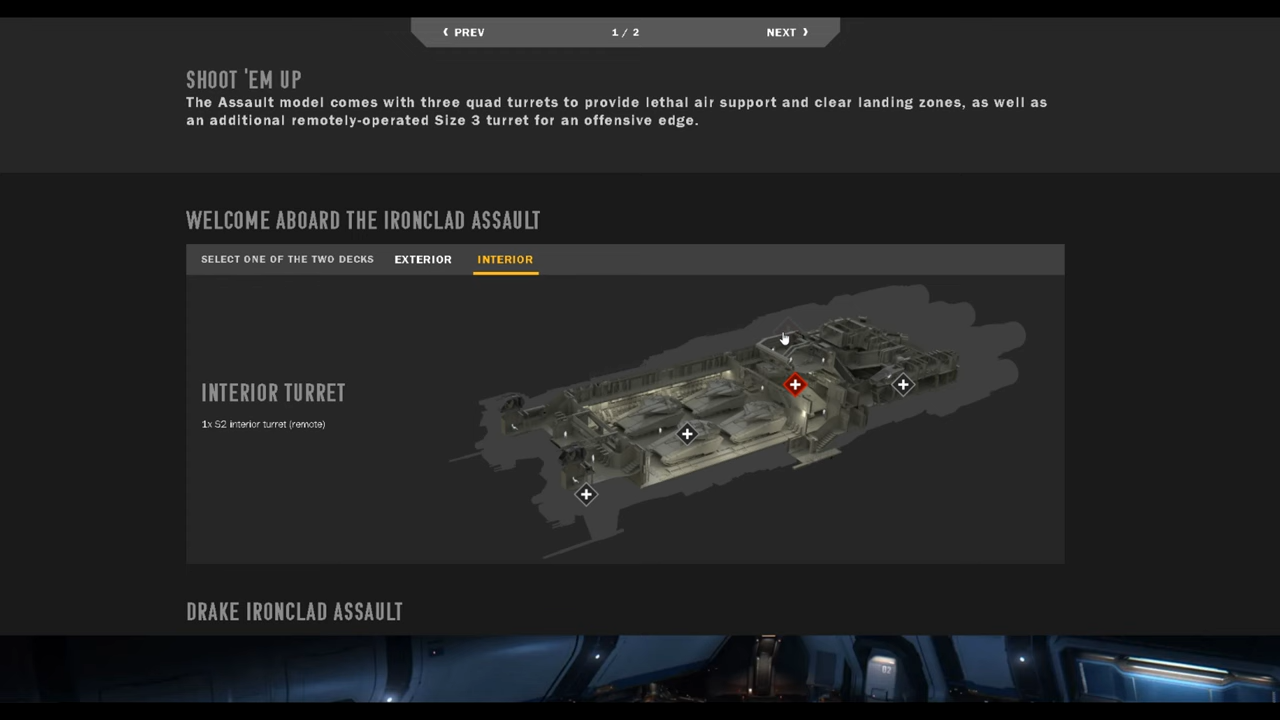 ❮ PREV 1 / 2 NEXT ❯
SHOOT 'EM UP
The Assault model comes with three quad turrets to provide lethal air support and clear landing zones, as well as
an additional remotely-operated Size 3 turret for an offensive edge.
WELCOME ABOARD THE IRONCLAD ASSAULT
SELECT ONE OF THE TWO DECKS EXTERIOR INTERIOR
INTERIOR TURRET
1x S2 interior turret (remote)
DRAKE IRONCLAD ASSAULT